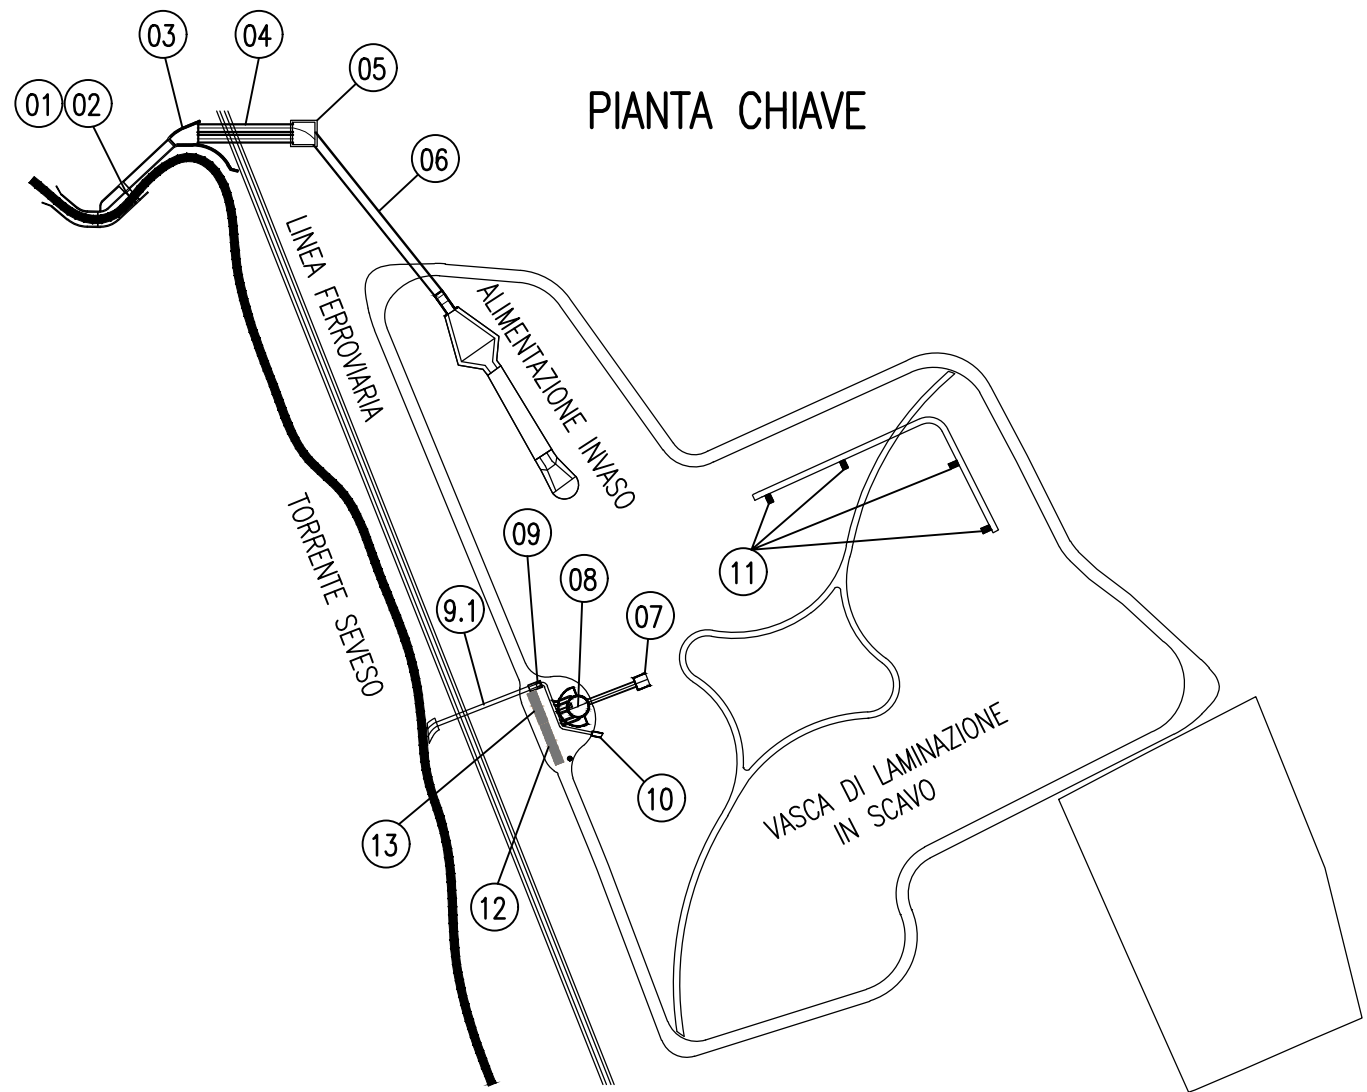 03
04
05
01
02
PIANTA CHIAVE
06
LINEA FERROVIARIA
ALIMENTAZIONE INVASO
TORRENTE SEVESO
09
08
11
9.1
07
VASCA DI LAMINAZIONE
IN SCAVO
10
13
12